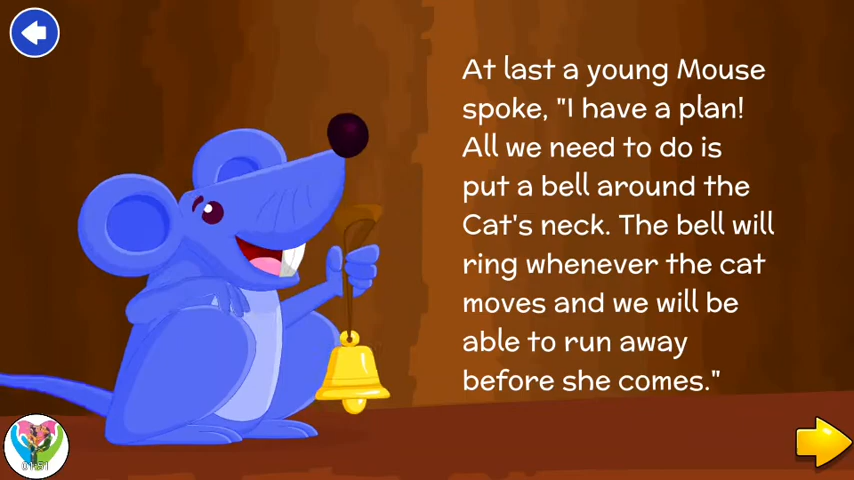 At last a young Mouse
spoke, "I have a plan!
All we need to do is
put a bell around the
Cat's neck. The bell will
ring whenever the cat
moves and we will be
able to run away
before she comes."